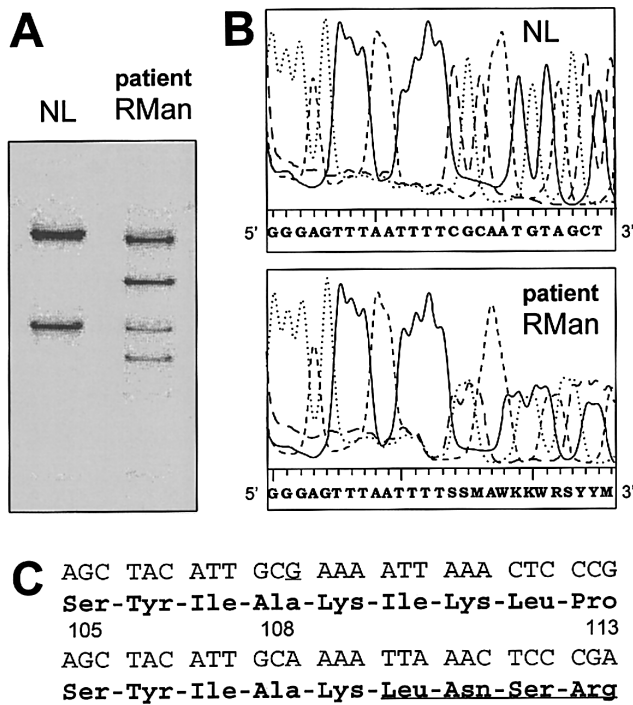 A
B
NL
patient
RMan
NL
5' GGGAGTTTAATTTTCGCAATGTAGCT 3'
patient
RMan
5' GGGAGTTTAATTTTSSMAWKKWRSYYM 3'
C
AGC TAC ATT GCG AAA ATT AAA CTC CCG
Ser-Tyr-Ile-Ala-Lys-Ile-Lys-Leu-Pro
105 108 113
AGC TAC ATT GCA AAA TTA AAC TCC CGA
Ser-Tyr-Ile-Ala-Lys-Leu-Asn-Ser-Arg